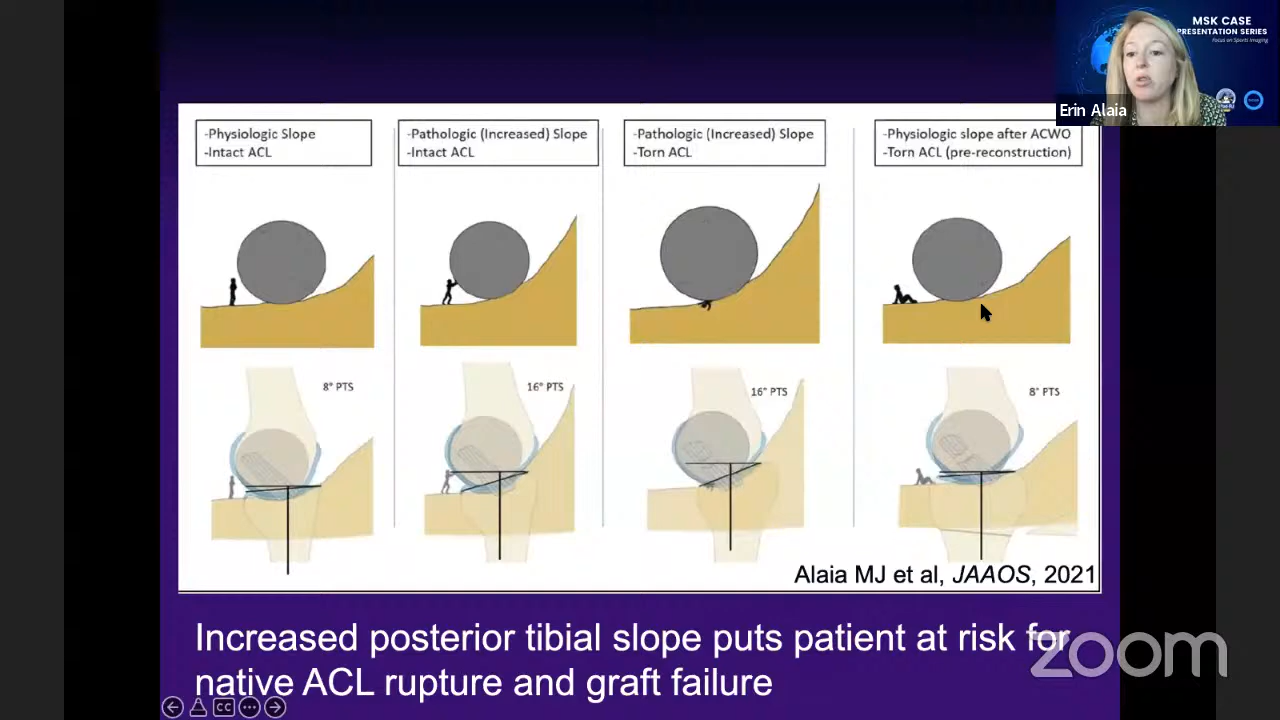 MSK CASE
PRESENTATION SERIES
Focus on Sports Imaging
Erin Alaia
-Physiologic Slope
-Intact ACL
-Pathologic (Increased) Slope
-Intact ACL
-Pathologic (Increased) Slope
-Torn ACL
-Physiologic slope after ACWO
-Torn ACL (pre-reconstruction)
8° PTS
16° PTS
16° PTS
8° PTS
Alaia MJ et al, JAAOS, 2021
Increased posterior tibial slope puts patient at risk for
native ACL rupture and graft failure
zoom
CC